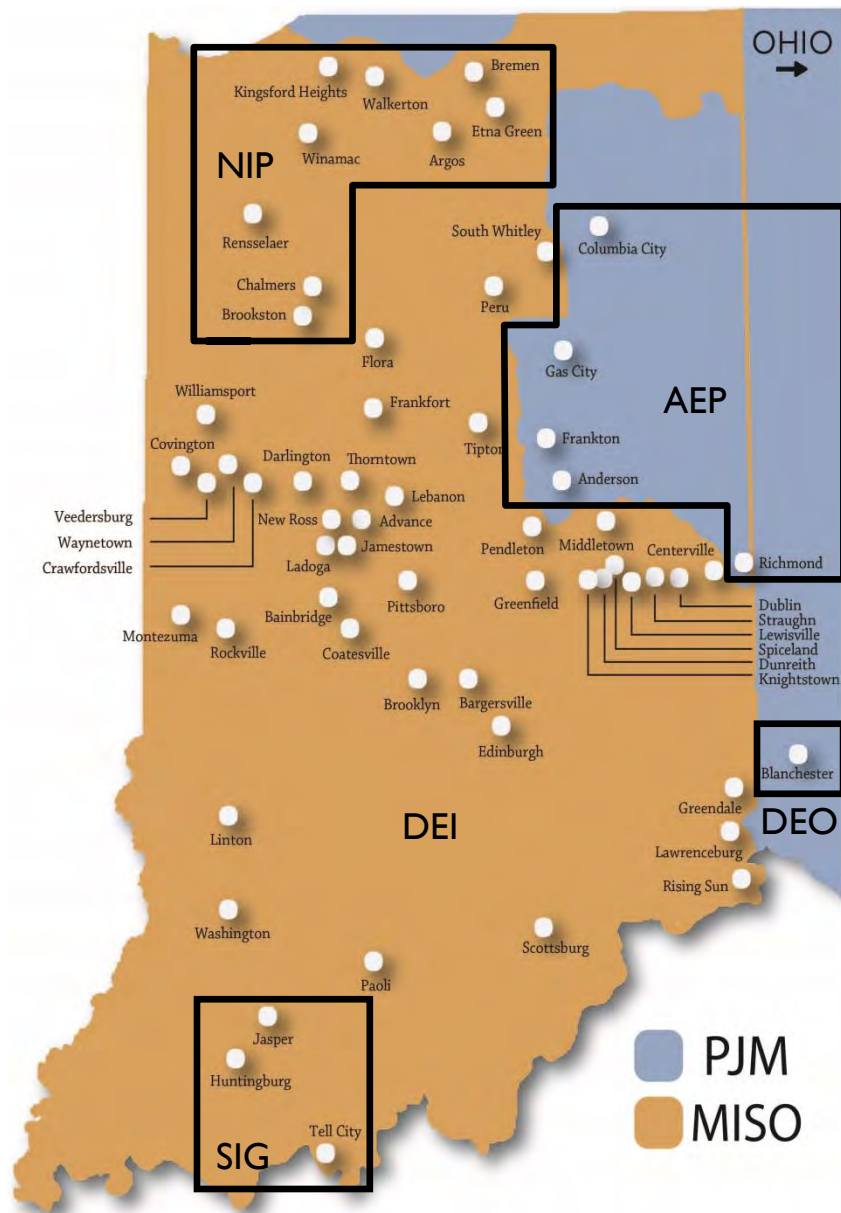 OHIO
Bremen
Kingsford Heights
Walkerton
Etna Green
Winamac
Argos
NIP
Rensselaer
South Whitley
Columbia City
Chalmers
Peru
Brookston
Flora
Gas City
Williamsport
Frankfort
AEP
Covington
Tipton
Frankton
Darlington
Thorntown
Anderson
Lebanon
Veedersburg
New Ross
Advance
Waynetown
Pendleton
Middletown
Centerville
Jamestown
Ladoga
Crawfordsville
Richmond
Pittsboro
Greenfield
Bainbridge
Dublin
Straughn
Montezuma
Rockville
Coatesville
Lewisville
Spiceland
Dunreith
Knightstown
Brooklyn
Bargersville
Edinburgh
Blanchester
Greendale
DEI
DEO
Linton
Lawrenceburg
Rising Sun
Washington
Scottsburg
Paoli
Jasper
PJM
Huntingburg
MISO
Tell City
SIG